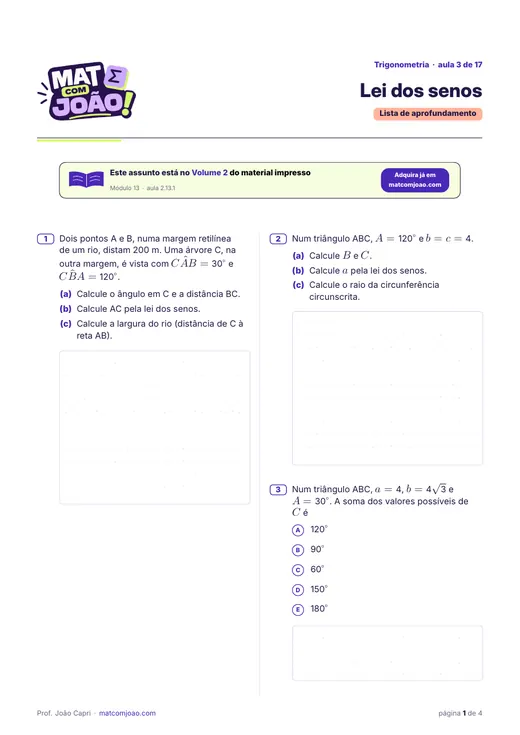 MAT
COM
JOÃO!
Σ
Trigonometria · aula 3 de 17
Lei dos senos
Lista de aprofundamento
Este assunto está no Volume 2 do material impresso
Módulo 13 · aula 2.13.1
Adquira já em
matcomjoao.com
1
Dois pontos A e B, numa margem retilínea
de um rio, distam 200 m. Uma árvore C, na
outra margem, é vista com CÂB = 30° e
CB̂A = 120°.
(a) Calcule o ângulo em C e a distância BC.
(b) Calcule AC pela lei dos senos.
(c) Calcule a largura do rio (distância de C à
reta AB).
2
Num triângulo ABC, A = 120° e b = c = 4.
(a) Calcule B e C.
(b) Calcule a pela lei dos senos.
(c) Calcule o raio da circunferência
circunscrita.
3
Num triângulo ABC, a = 4, b = 4√3 e
A = 30°. A soma dos valores possíveis de
C é
A 120°
B 90°
C 60°
D 150°
E 180°
Prof. João Capri · matcomjoao.com
página 1 de 4